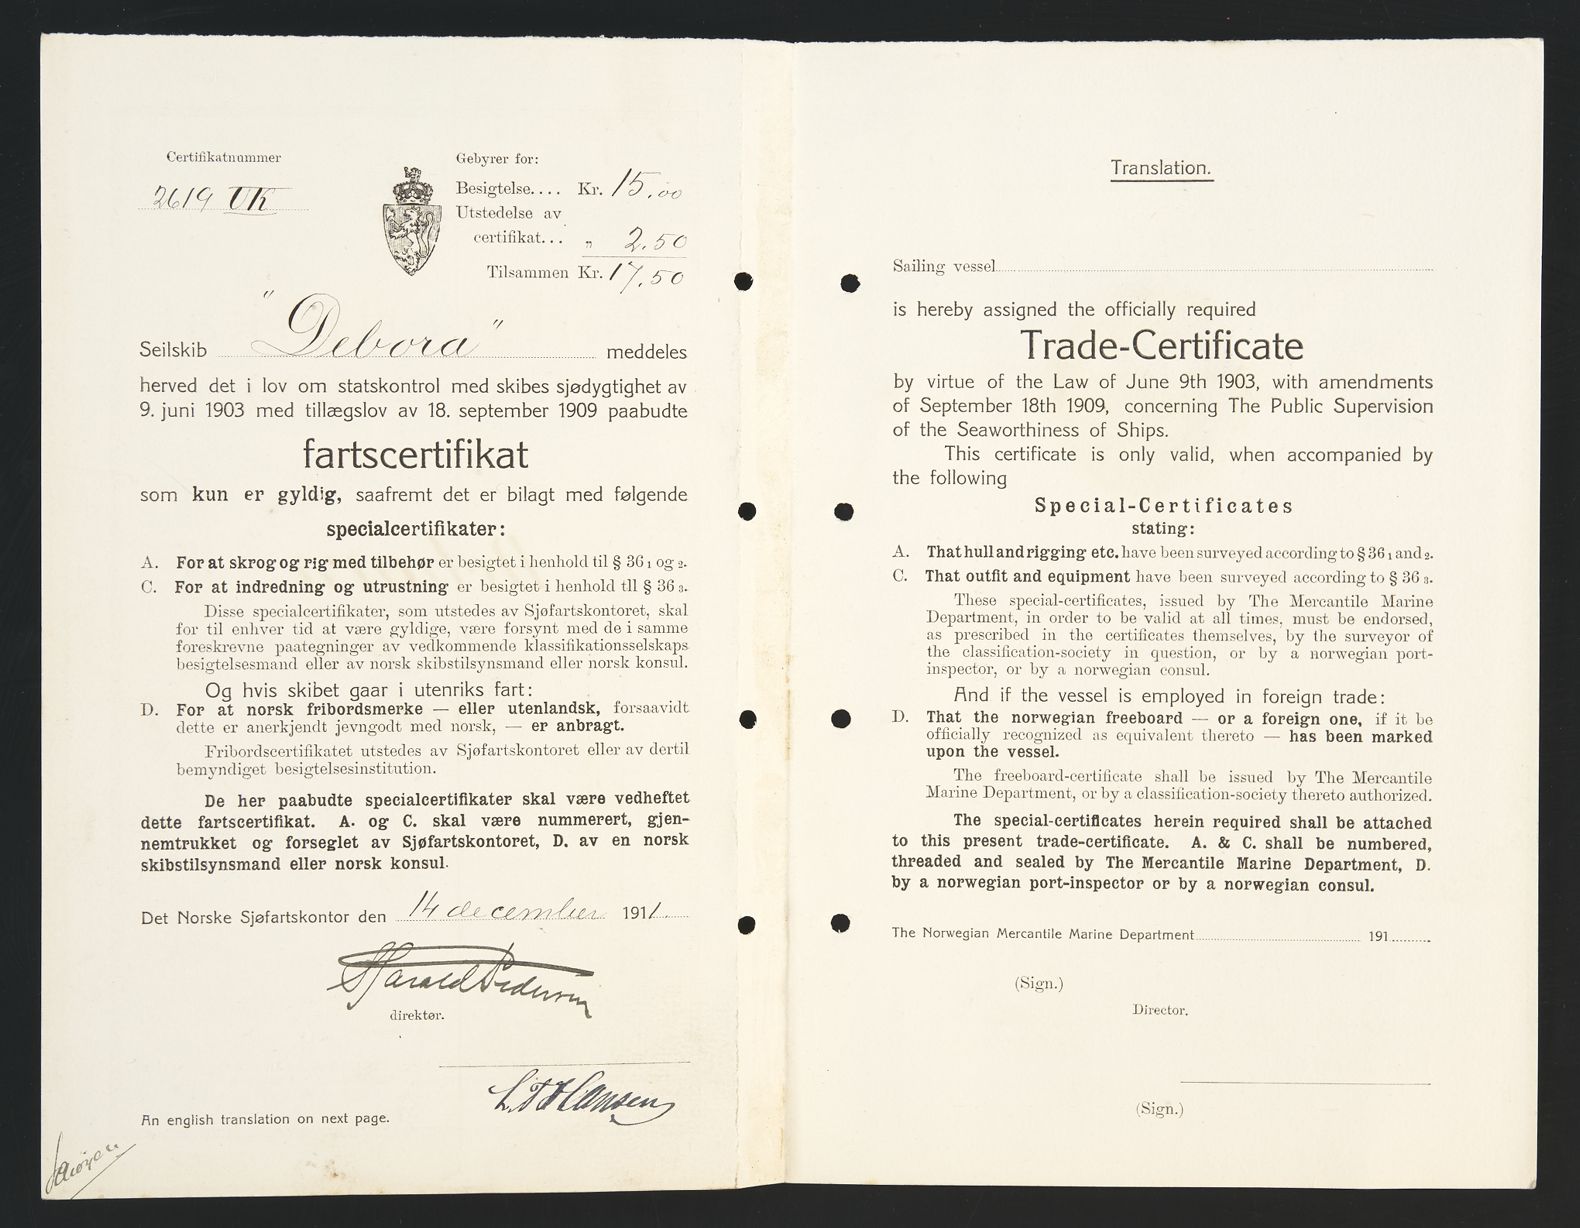 Certifikatnummer
2619 UK
Gebyrer for:
Besigtelse.... Kr. 15.00
Utstedelse av
certifikat... „ 2.50
Tilsammen Kr. 17.50
Seilskib "Debora" meddeles
herved det i lov om statskontrol med skibes sjødygtighet av
9. juni 1903 med tillægslov av 18. september 1909 paabudte
fartscertifikat
som kun er gyldig, saafremt det er bilagt med følgende
specialcertifikater:
A. For at skrog og rig med tilbehør er besigtet i henhold til § 36 1 og 2.
C. For at indredning og utrustning er besigtet i henhold tll § 36 3.
Disse specialcertifikater, som utstedes av Sjøfartskontoret, skal
for til enhver tid at være gyldige, være forsynt med de i samme
foreskrevne paategninger av vedkommende klassifikationsselskaps
besigtelsesmand eller av norsk skibstilsynsmand eller norsk konsul.
Og hvis skibet gaar i utenriks fart:
D. For at norsk fribordsmerke — eller utenlandsk, forsaavidt
dette er anerkjendt jevngodt med norsk, — er anbragt.
Fribordscertifikatet utstedes av Sjøfartskontoret eller av dertil
bemyndiget besigtelsesinstitution.
De her paabudte specialcertifikater skal være vedheftet
dette fartscertifikat. A. og C. skal være nummerert, gjen-
nemtrukket og forseglet av Sjøfartskontoret, D. av en norsk
skibstilsynsmand eller norsk konsul.
Det Norske Sjøfartskontor den 14 december 1911.
Harald Pedersen
direktør.
L. T. Hansen
An english translation on next page.
Translation.
Sailing vessel
is hereby assigned the officially required
Trade-Certificate
by virtue of the Law of June 9th 1903, with amendments
of September 18th 1909, concerning The Public Supervision
of the Seaworthiness of Ships.
This certificate is only valid, when accompanied by
the following
Special-Certificates
stating:
A. That hull and rigging etc. have been surveyed according to § 36 1 and 2.
C. That outfit and equipment have been surveyed according to § 36 3.
These special-certificates, issued by The Mercantile Marine
Department, in order to be valid at all times, must be endorsed,
as prescribed in the certificates themselves, by the surveyor of
the classification-society in question, or by a norwegian port-
inspector, or by a norwegian consul.
And if the vessel is employed in foreign trade:
D. That the norwegian freeboard — or a foreign one, if it be
officially recognized as equivalent thereto — has been marked
upon the vessel.
The freeboard-certificate shall be issued by The Mercantile
Marine Department, or by a classification-society thereto authorized.
The special-certificates herein required shall be attached
to this present trade-certificate. A. & C. shall be numbered,
threaded and sealed by The Mercantile Marine Department, D.
by a norwegian port-inspector or by a norwegian consul.
The Norwegian Mercantile Marine Department 191
(Sign.)
Director.
(Sign.)